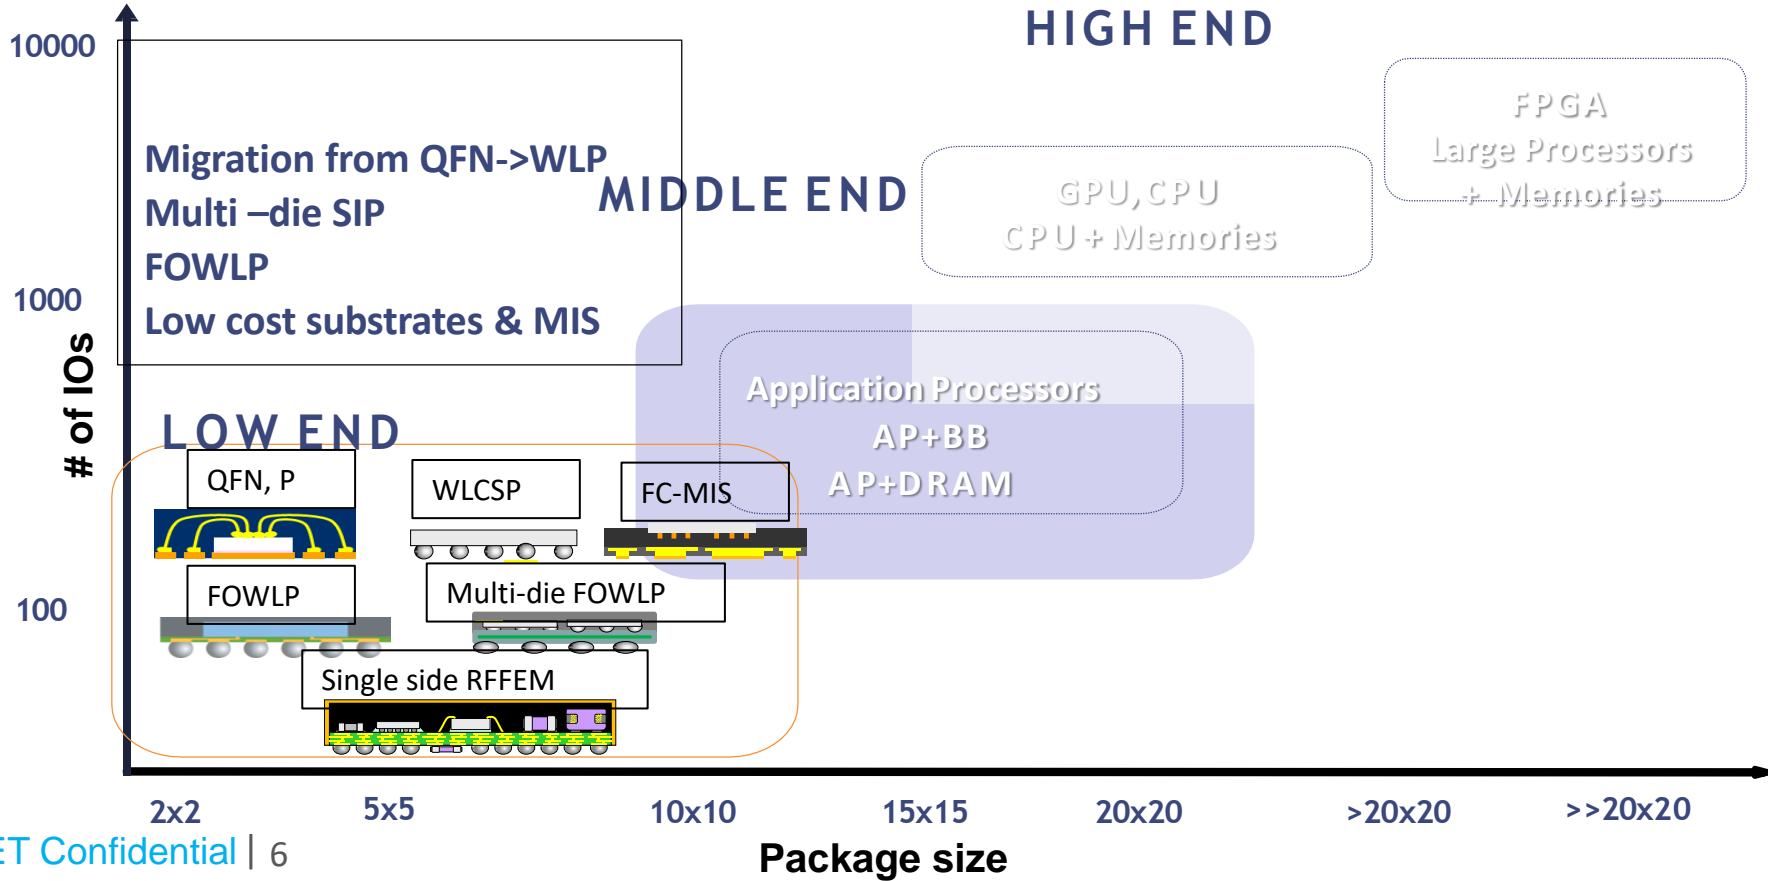 HIGH END
10000
FPGA
Large Processors
+ Memories
Migration from QFN->WLP
Multi –die SIP
FOWLP
Low cost substrates & MIS
MIDDLE END
GPU,CPU
CPU + Memories
1000
# of IOs
Application Processors
AP+BB
AP+DRAM
LOW END
QFN, P
WLCSP
FC-MIS
FOWLP
Multi-die FOWLP
100
Single side RFFEM
2x2
5x5
10x10
15x15
20x20
>20x20
>>20x20
ET Confidential | 6
Package size